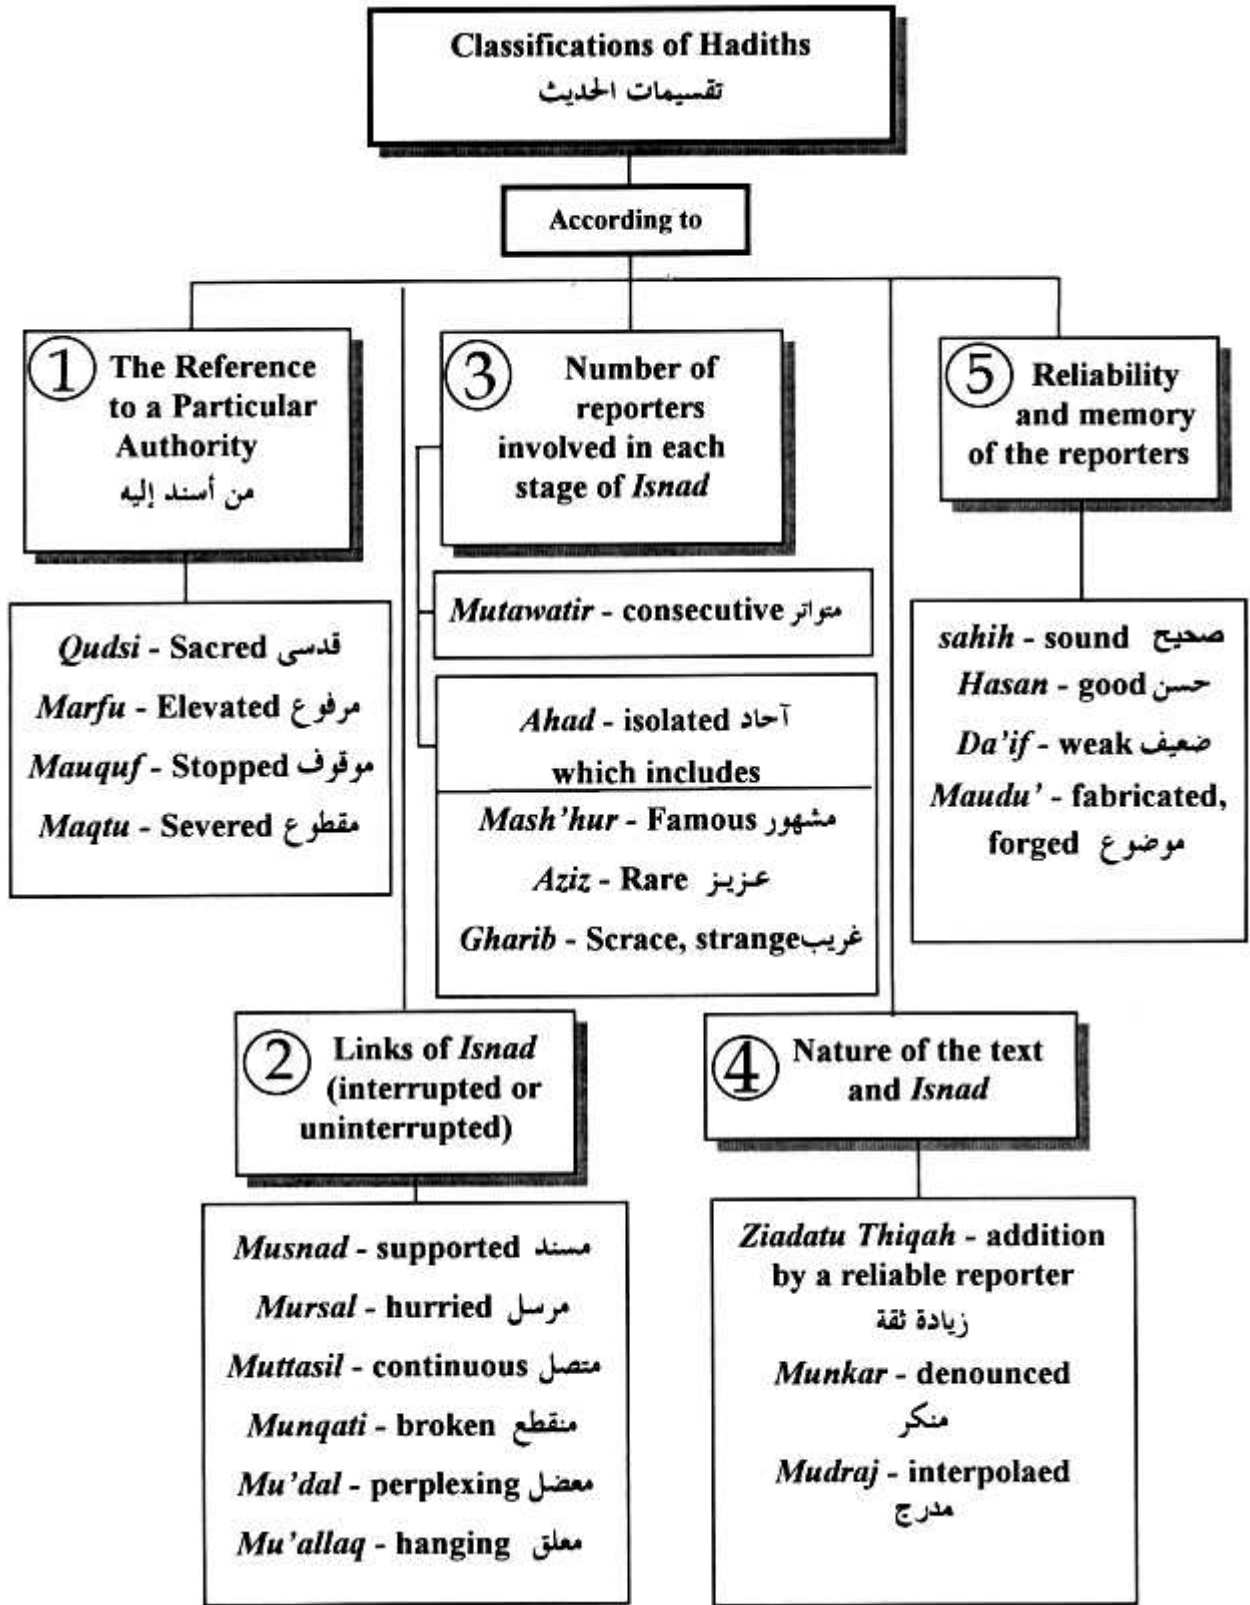 Classifications of Hadiths
تقسيمات الحديث
According to
1 The Reference
to a Particular
Authority
من أسند إليه
Qudsi - Sacred قدسى
Marfu - Elevated مرفوع
Mauquf - Stopped موقوف
Maqtu - Severed مقطوع
2 Links of Isnad
(interrupted or
uninterrupted)
Musnad - supported مسند
Mursal - hurried مرسل
Muttasil - continuous متصل
Munqati - broken منقطع
Mu'dal - perplexing معضل
Mu'allaq - hanging معلق
3 Number of
reporters
involved in each
stage of Isnad
Mutawatir - consecutive متواتر
Ahad - isolated آحاد
which includes
Mash'hur - Famous مشهور
Aziz - Rare عزيز
Gharib - Scrace, strange غريب
4 Nature of the text
and Isnad
Ziadatu Thiqah - addition
by a reliable reporter
زيادة ثقة
Munkar - denounced
منكر
Mudraj - interpolaed
مدرج
5 Reliability
and memory
of the reporters
sahih - sound صحيح
Hasan - good حسن
Da'if - weak ضعيف
Maudu' - fabricated,
forged موضوع